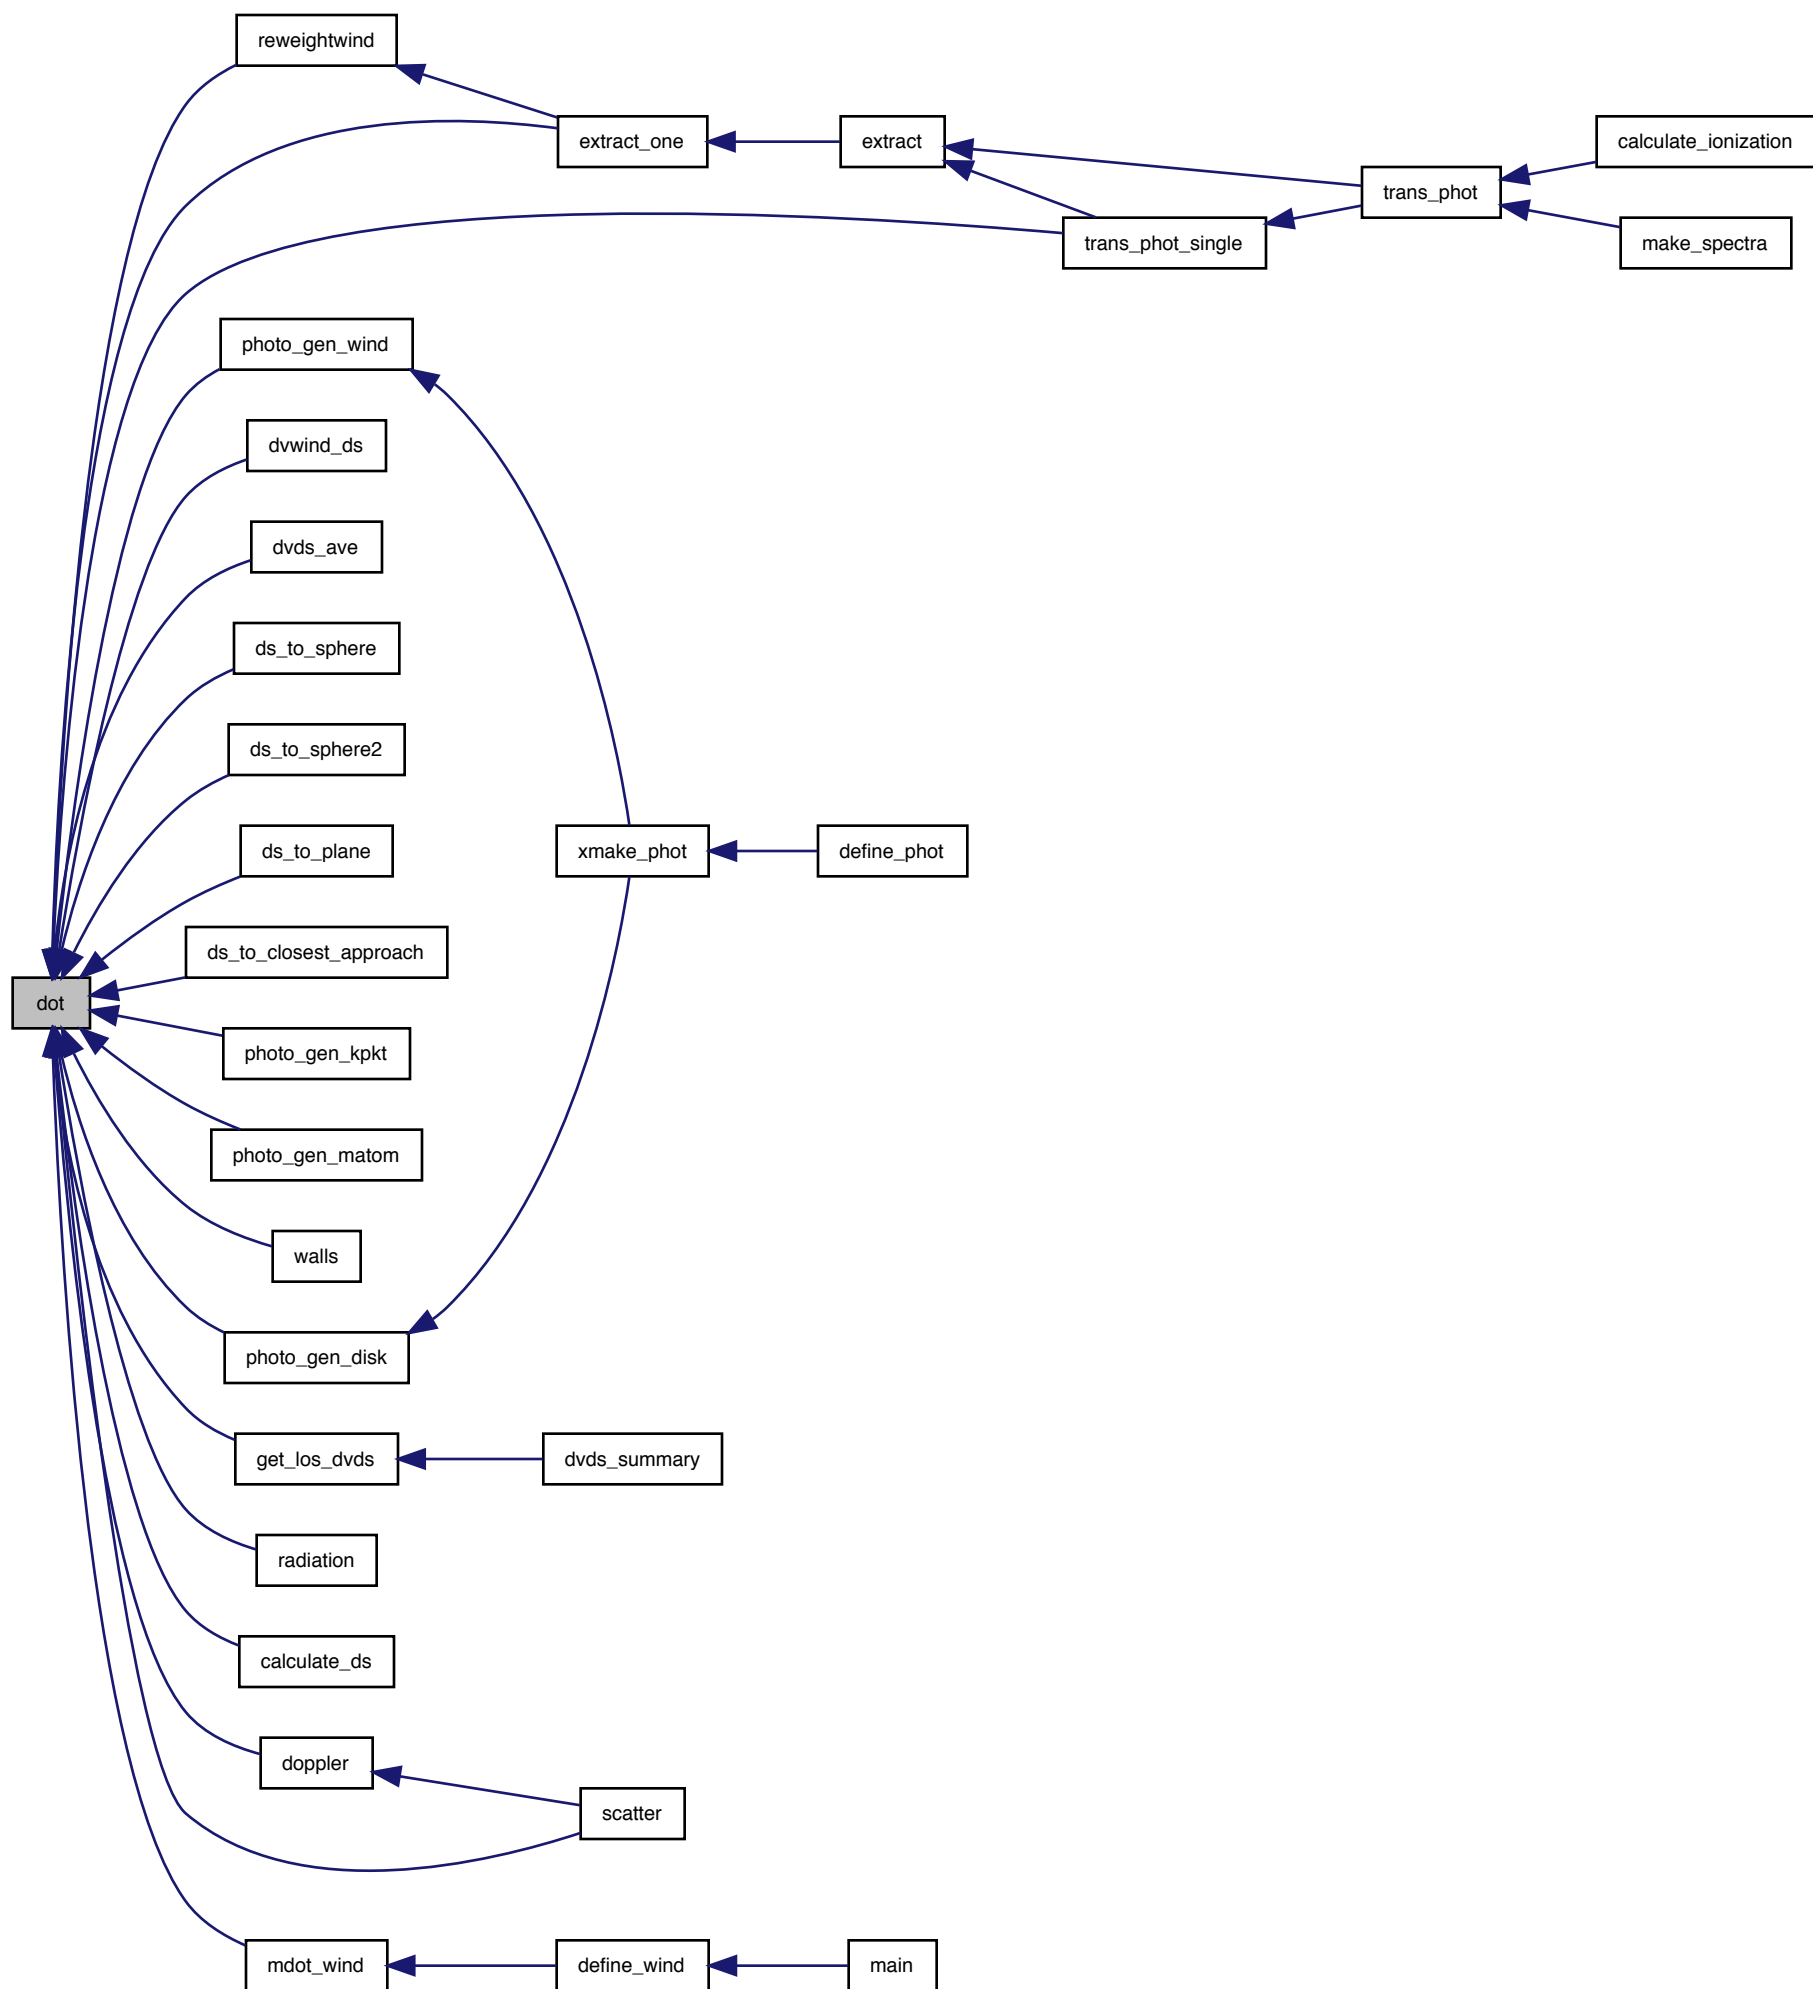 reweightwind
extract_one
extract
calculate_ionization
trans_phot
trans_phot_single
make_spectra
photo_gen_wind
dvwind_ds
dvds_ave
ds_to_sphere
ds_to_sphere2
ds_to_plane
xmake_phot
define_phot
ds_to_closest_approach
dot
photo_gen_kpkt
photo_gen_matom
walls
photo_gen_disk
get_los_dvds
dvds_summary
radiation
calculate_ds
doppler
scatter
mdot_wind
define_wind
main